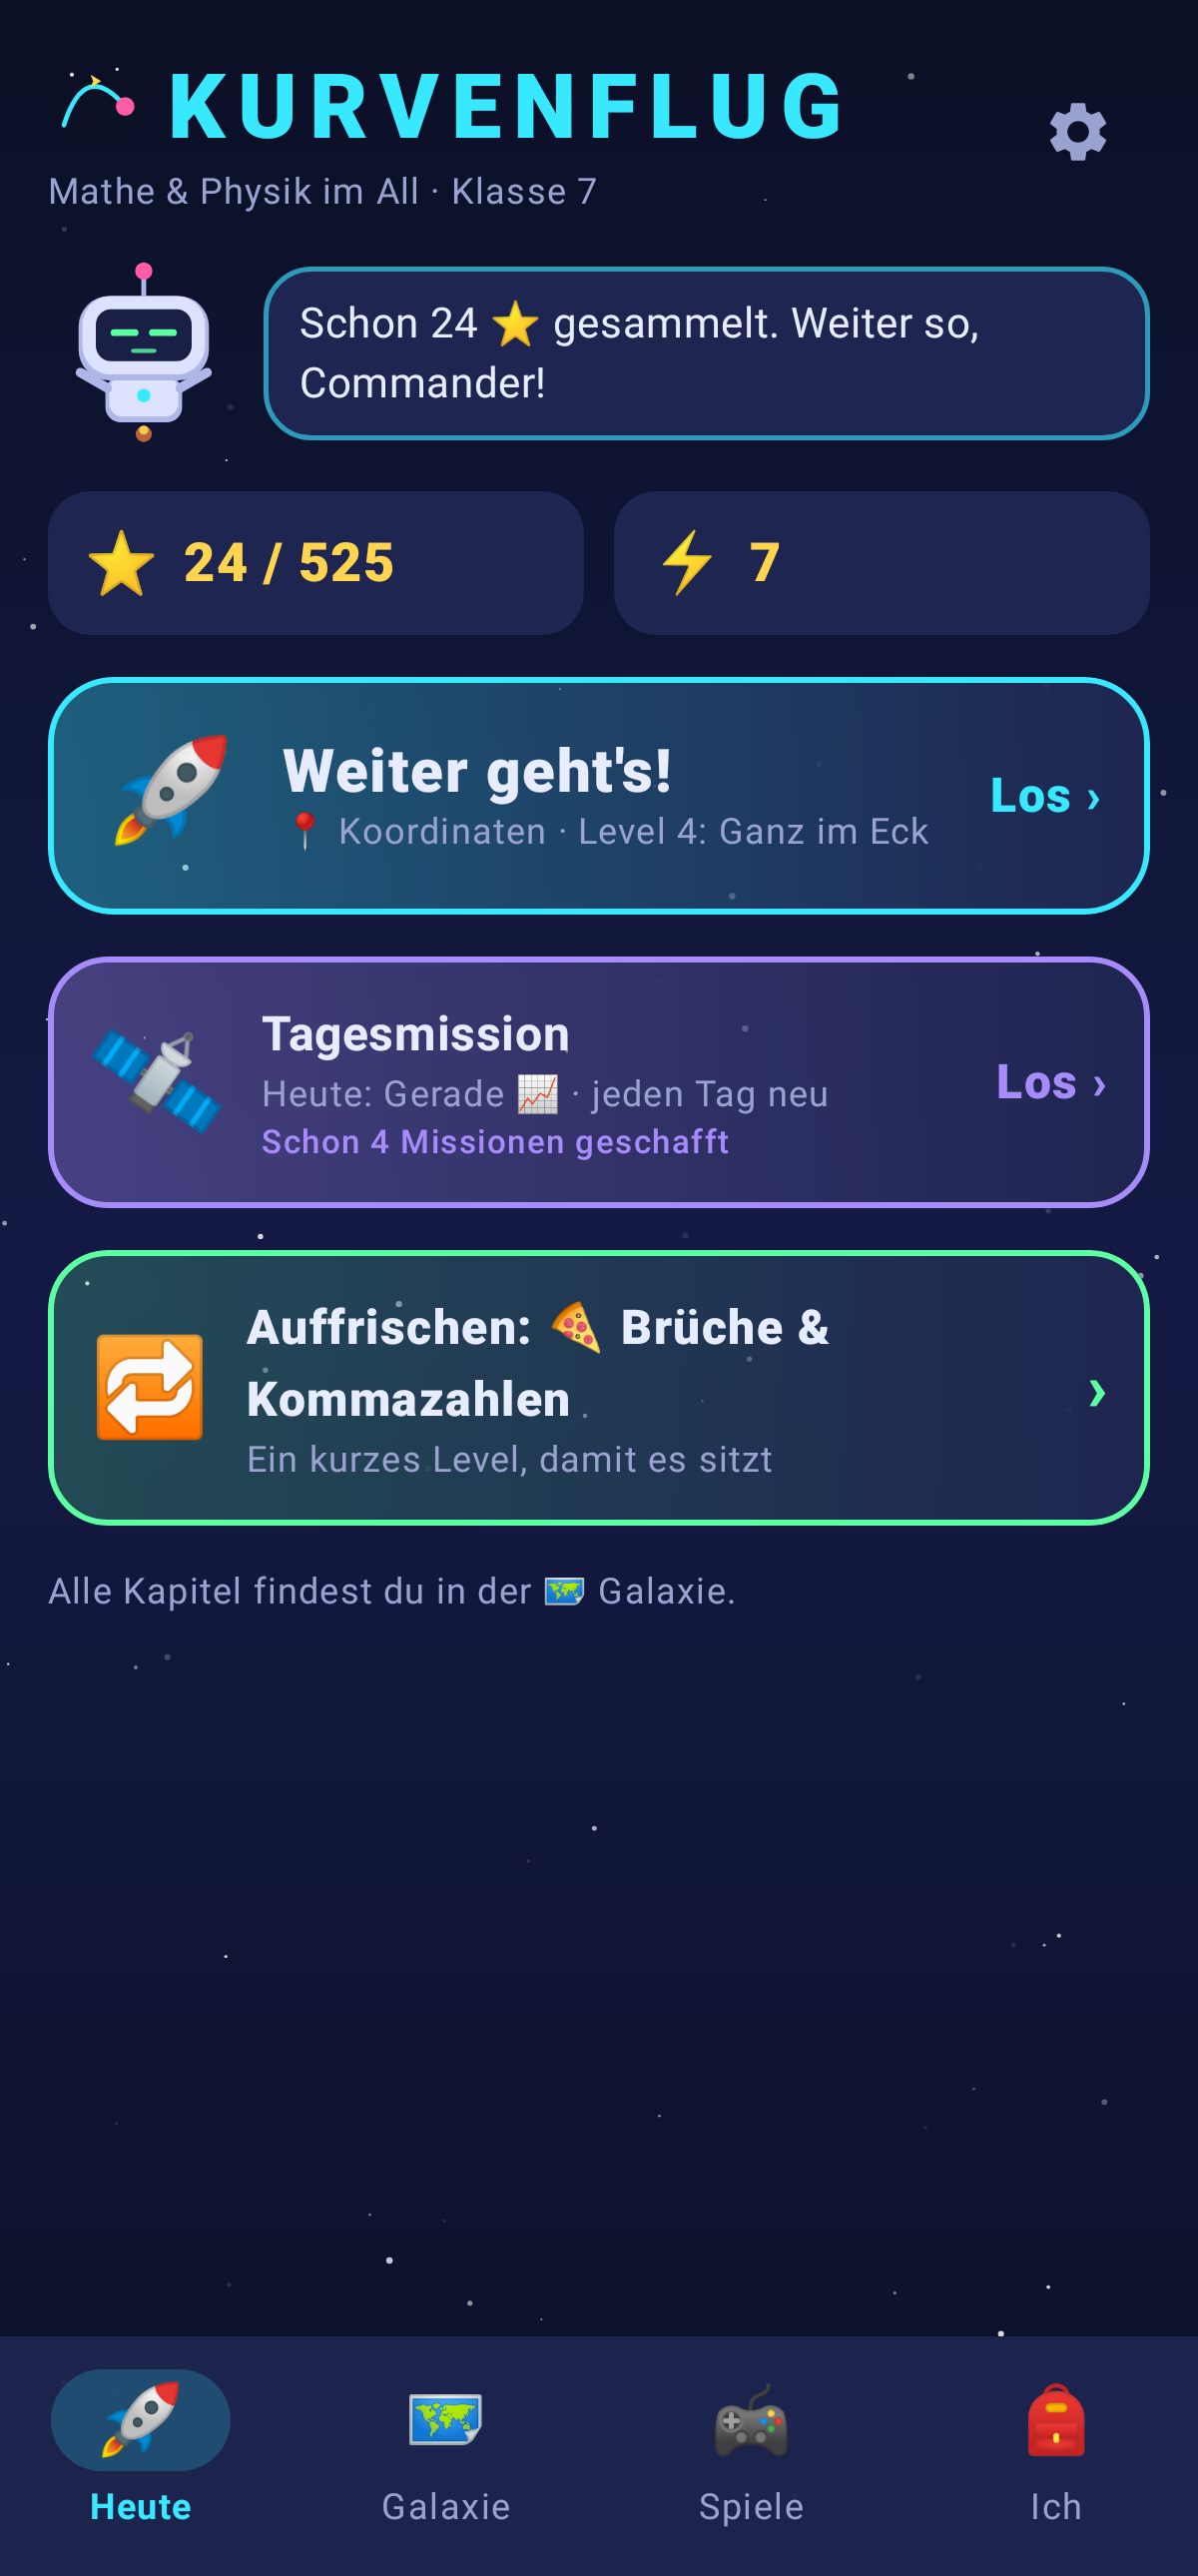 KURVENFLUG
Mathe & Physik im All · Klasse 7
Schon 24 ⭐ gesammelt. Weiter so,
Commander!
24 / 525
7
Weiter geht's!
📍 Koordinaten · Level 4: Ganz im Eck
Los ›
Tagesmission
Heute: Gerade 📈 · jeden Tag neu
Schon 4 Missionen geschafft
Los ›
Auffrischen: 🍕 Brüche &
Kommazahlen
Ein kurzes Level, damit es sitzt
›
Alle Kapitel findest du in der 🗺️ Galaxie.
Heute
Galaxie
Spiele
Ich